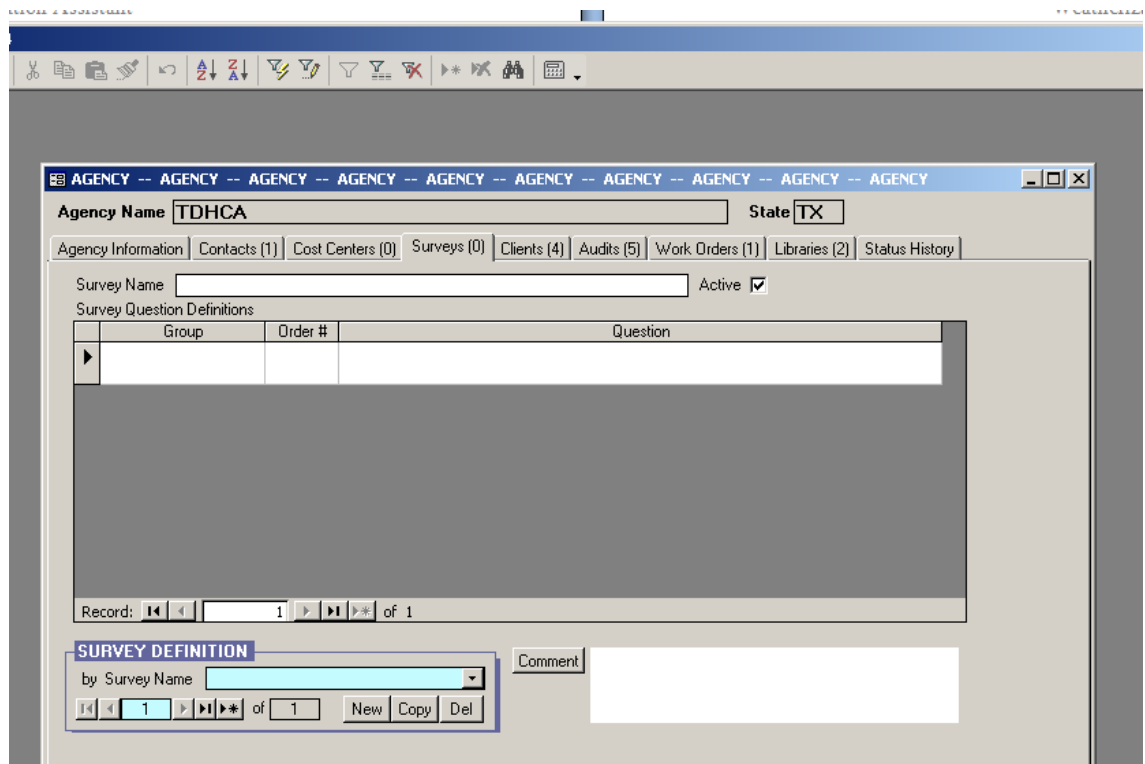 AGENCY -- AGENCY -- AGENCY -- AGENCY -- AGENCY -- AGENCY -- AGENCY -- AGENCY -- AGENCY -- AGENCY
Agency Name TDHCA State TX
Agency Information Contacts (1) Cost Centers (0) Surveys (0) Clients (4) Audits (5) Work Orders (1) Libraries (2) Status History
Survey Name Active
Survey Question Definitions
Group Order # Question
Record: 1 of 1
SURVEY DEFINITION
Comment
by Survey Name
1 of 1 New Copy Del